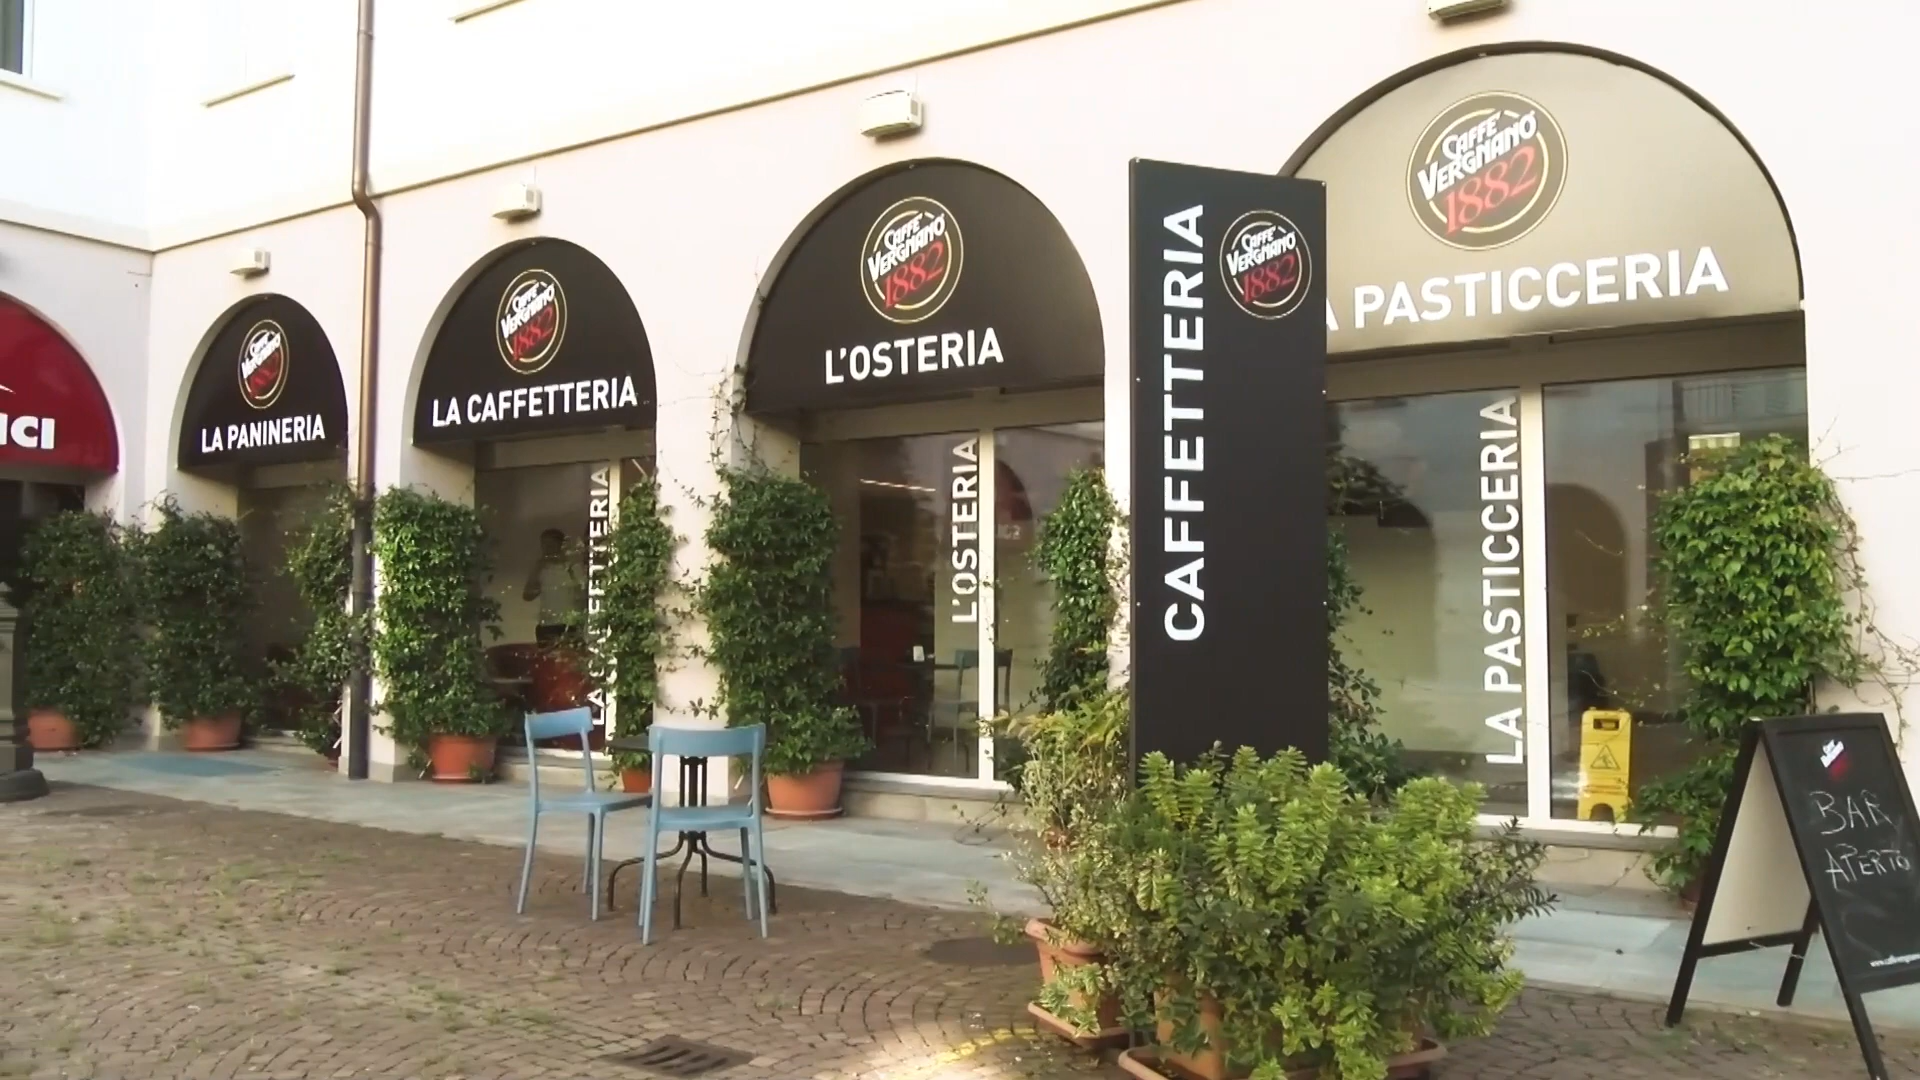 ICI
CAFFÈ
VERGNANO
1882
LA PANINERIA
CAFFÈ
VERGNANO
1882
LA CAFFETTERIA
LA CAFFETTERIA
CAFFÈ
VERGNANO
1882
L'OSTERIA
L'OSTERIA
CAFFETTERIA
CAFFÈ
VERGNANO
1882
CAFFÈ
VERGNANO
1882
A PASTICCERIA
LA PASTICCERIA
BAR
APERTO